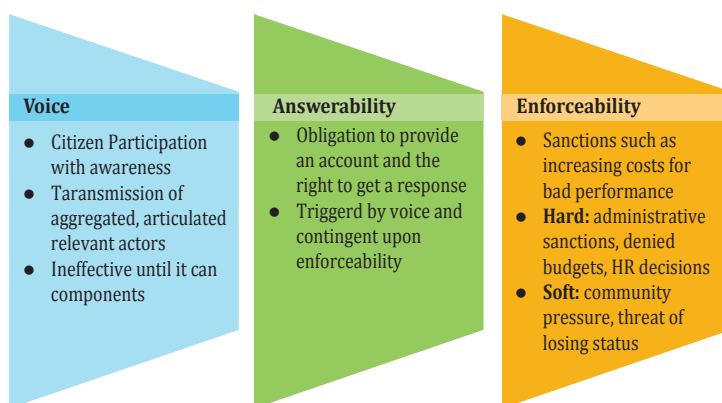 Voice
● Citizen Participation
with awareness
● Taransmission of
aggregated, articulated
relevant actors
● Ineffective until it can
components
Answerability
● Obligation to provide
an account and the
right to get a response
● Triggerd by voice and
contingent upon
enforceability
Enforceability
● Sanctions such as
increasing costs for
bad performance
● Hard: administrative
sanctions, denied
budgets, HR decisions
● Soft: community
pressure, threat of
losing status